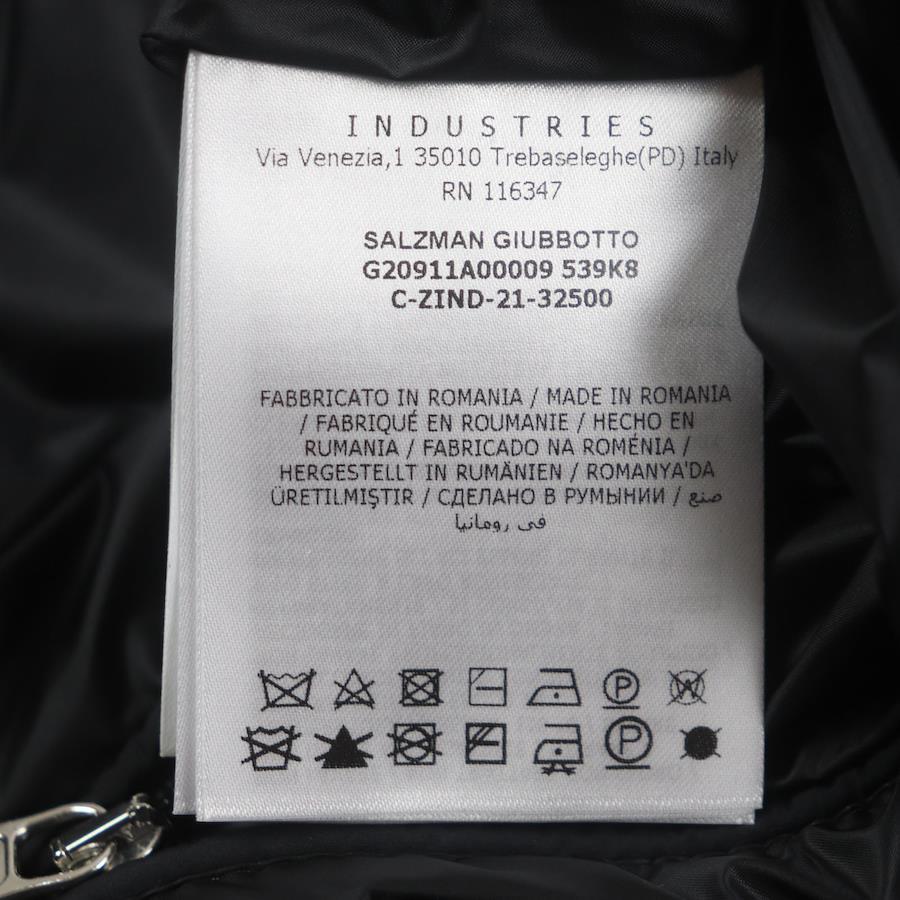 INDUSTRIES
Via Venezia,1 35010 Trebaseleghe(PD) Italy
RN 116347
SALZMAN GIUBBOTTO
G20911A00009 539K8
C-ZIND-21-32500
FABBRICATO IN ROMANIA / MADE IN ROMANIA
/ FABRIQUÉ EN ROUMANIE / HECHO EN
RUMANIA / FABRICADO NA ROMÉNIA /
HERGESTELLT IN RUMÄNIEN / ROMANYA'DA
ÜRETILMIŞTIR / СДЕЛАНО В РУМЫНИИ / صنع
في رومانيا
P W
P